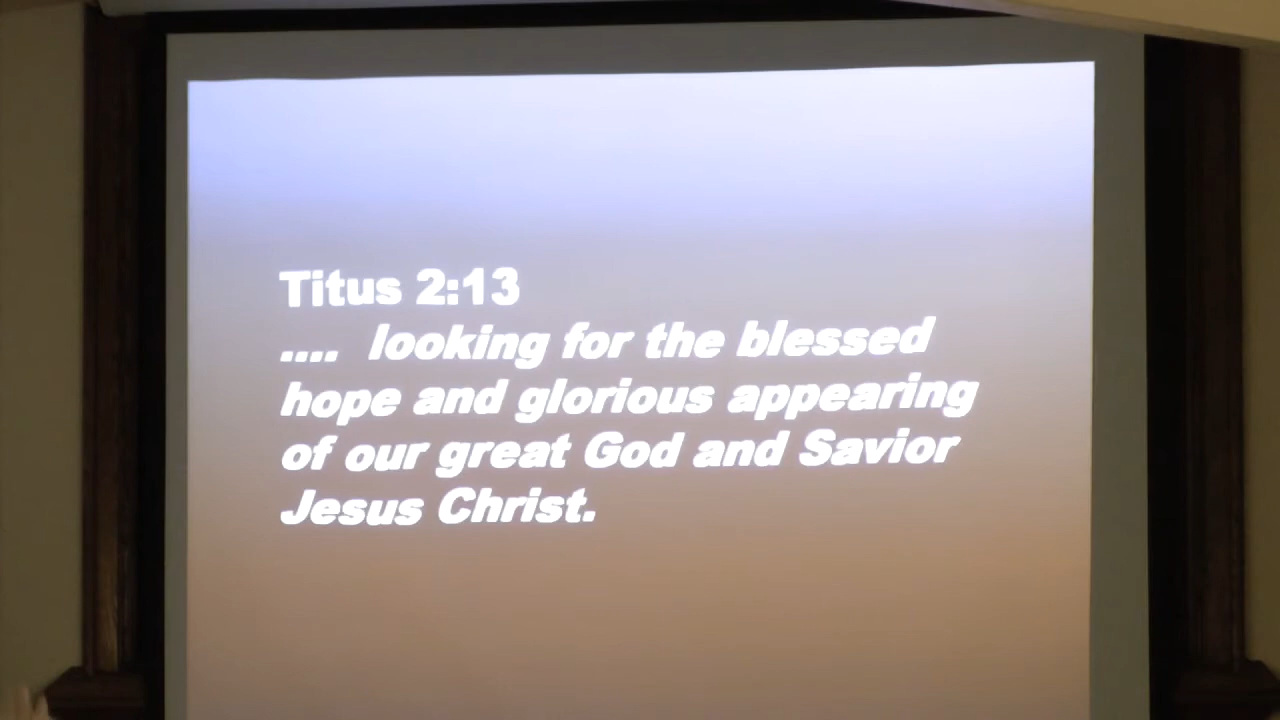 Titus 2:13
.... looking for the blessed
hope and glorious appearing
of our great God and Savior
Jesus Christ.